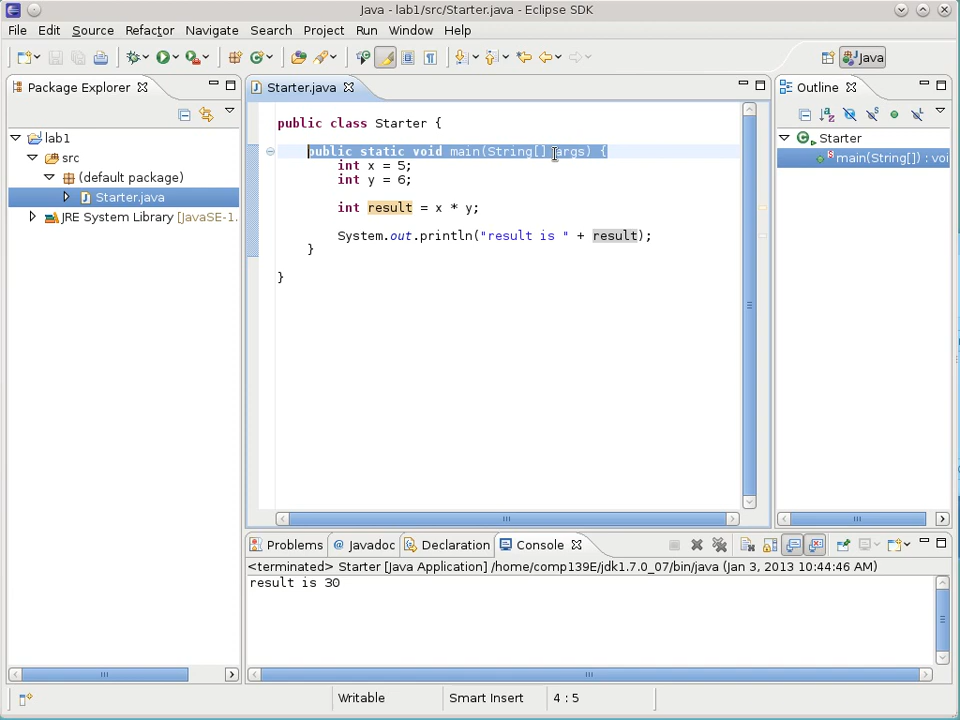 Java - lab1/src/Starter.java - Eclipse SDK
File Edit Source Refactor Navigate Search Project Run Window Help
Java
Package Explorer
Starter.java
Outline
lab1
src
(default package)
Starter.java
JRE System Library [JavaSE-1.
public class Starter {
public static void main(String[] args) {
int x = 5;
int y = 6;
int result = x * y;
System.out.println("result is " + result);
}
}
Starter
main(String[]) : voi
Problems Javadoc Declaration Console
<terminated> Starter [Java Application] /home/comp139E/jdk1.7.0_07/bin/java (Jan 3, 2013 10:44:46 AM)
result is 30
Writable Smart Insert 4 : 5